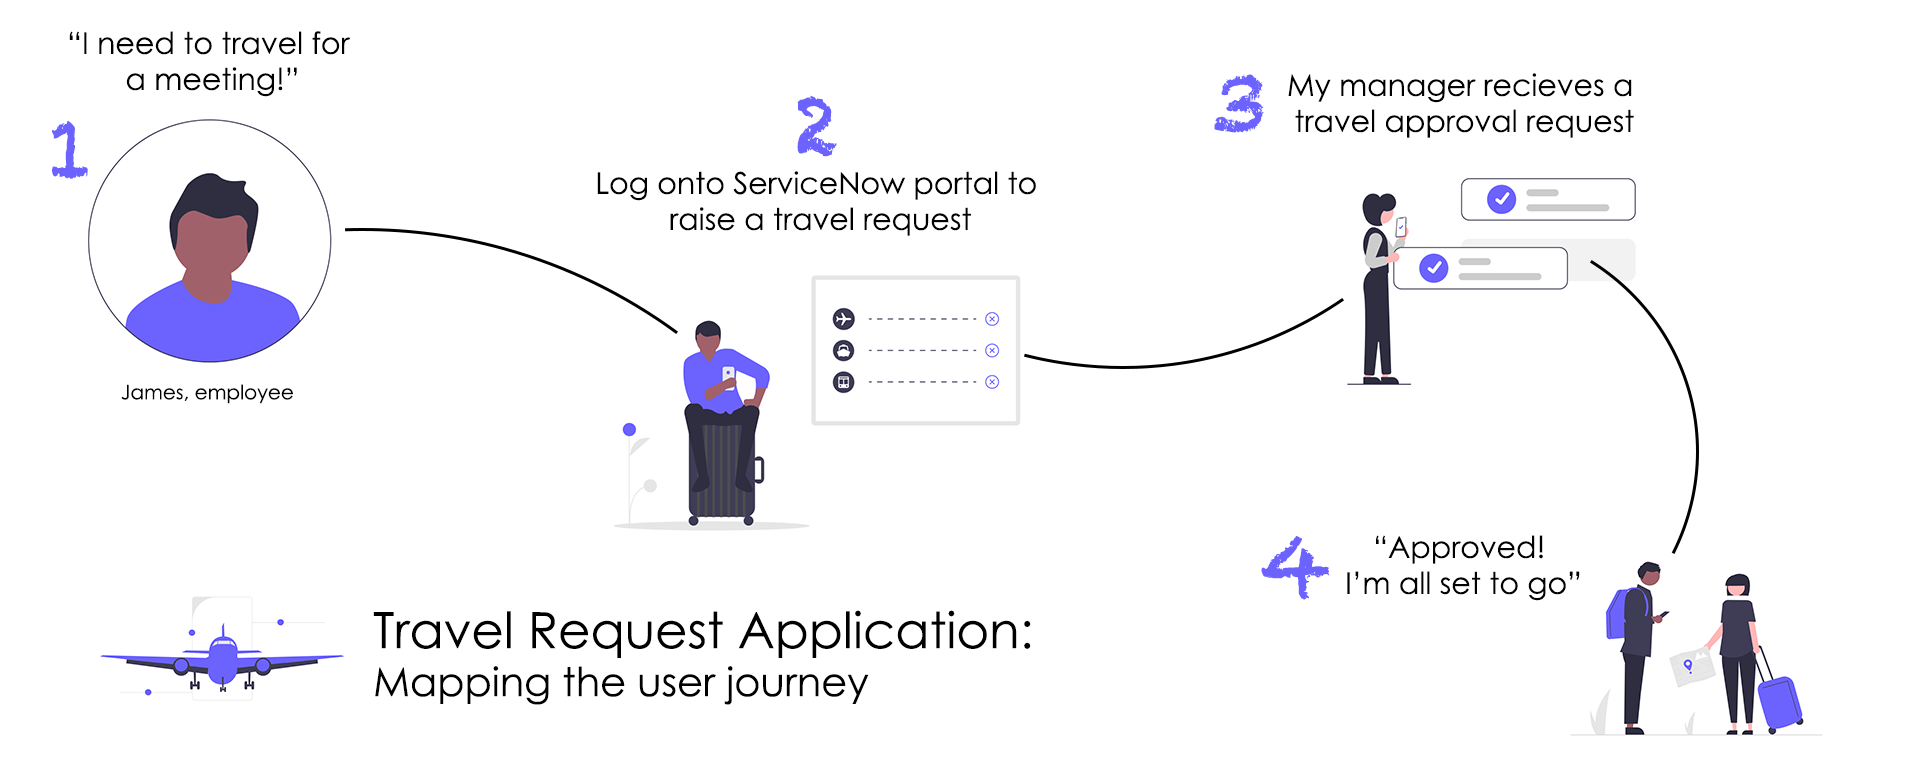 “I need to travel for
a meeting!”
1
James, employee
2
Log onto ServiceNow portal to
raise a travel request
3
My manager recieves a
travel approval request
4
“Approved!
I’m all set to go”
Travel Request Application:
Mapping the user journey